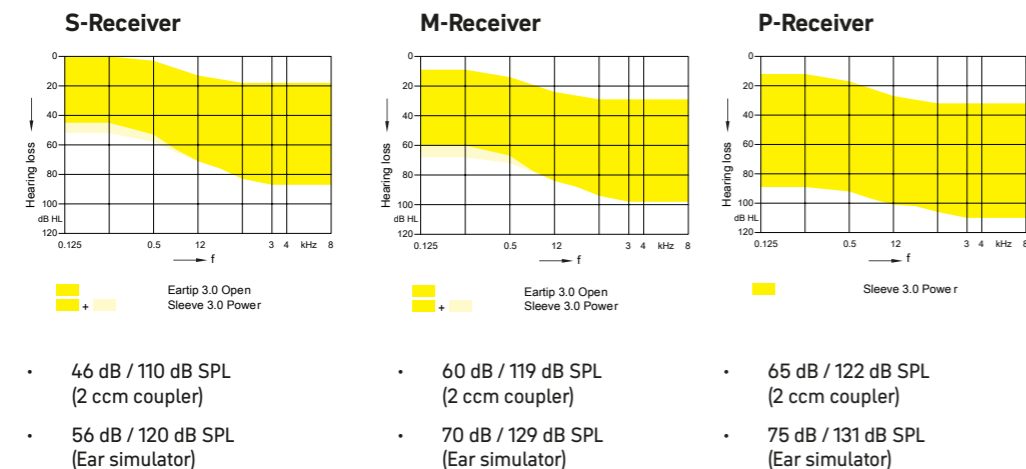 S-Receiver
0
20
40
60
80
100
dB HL
120
Hearing loss
0.125 0.5 12 3 4 kHz 8
f
Eartip 3.0 Open
+ Sleeve 3.0 Power
• 46 dB / 110 dB SPL
(2 ccm coupler)
• 56 dB / 120 dB SPL
(Ear simulator)
M-Receiver
0
20
40
60
80
100
dB HL
120
Hearing loss
0.125 0.5 12 3 4 kHz 8
f
Eartip 3.0 Open
+ Sleeve 3.0 Power
• 60 dB / 119 dB SPL
(2 ccm coupler)
• 70 dB / 129 dB SPL
(Ear simulator)
P-Receiver
0
20
40
60
80
100
dB HL
120
Hearing loss
0.125 0.5 12 3 4 kHz 8
f
Sleeve 3.0 Power
• 65 dB / 122 dB SPL
(2 ccm coupler)
• 75 dB / 131 dB SPL
(Ear simulator)